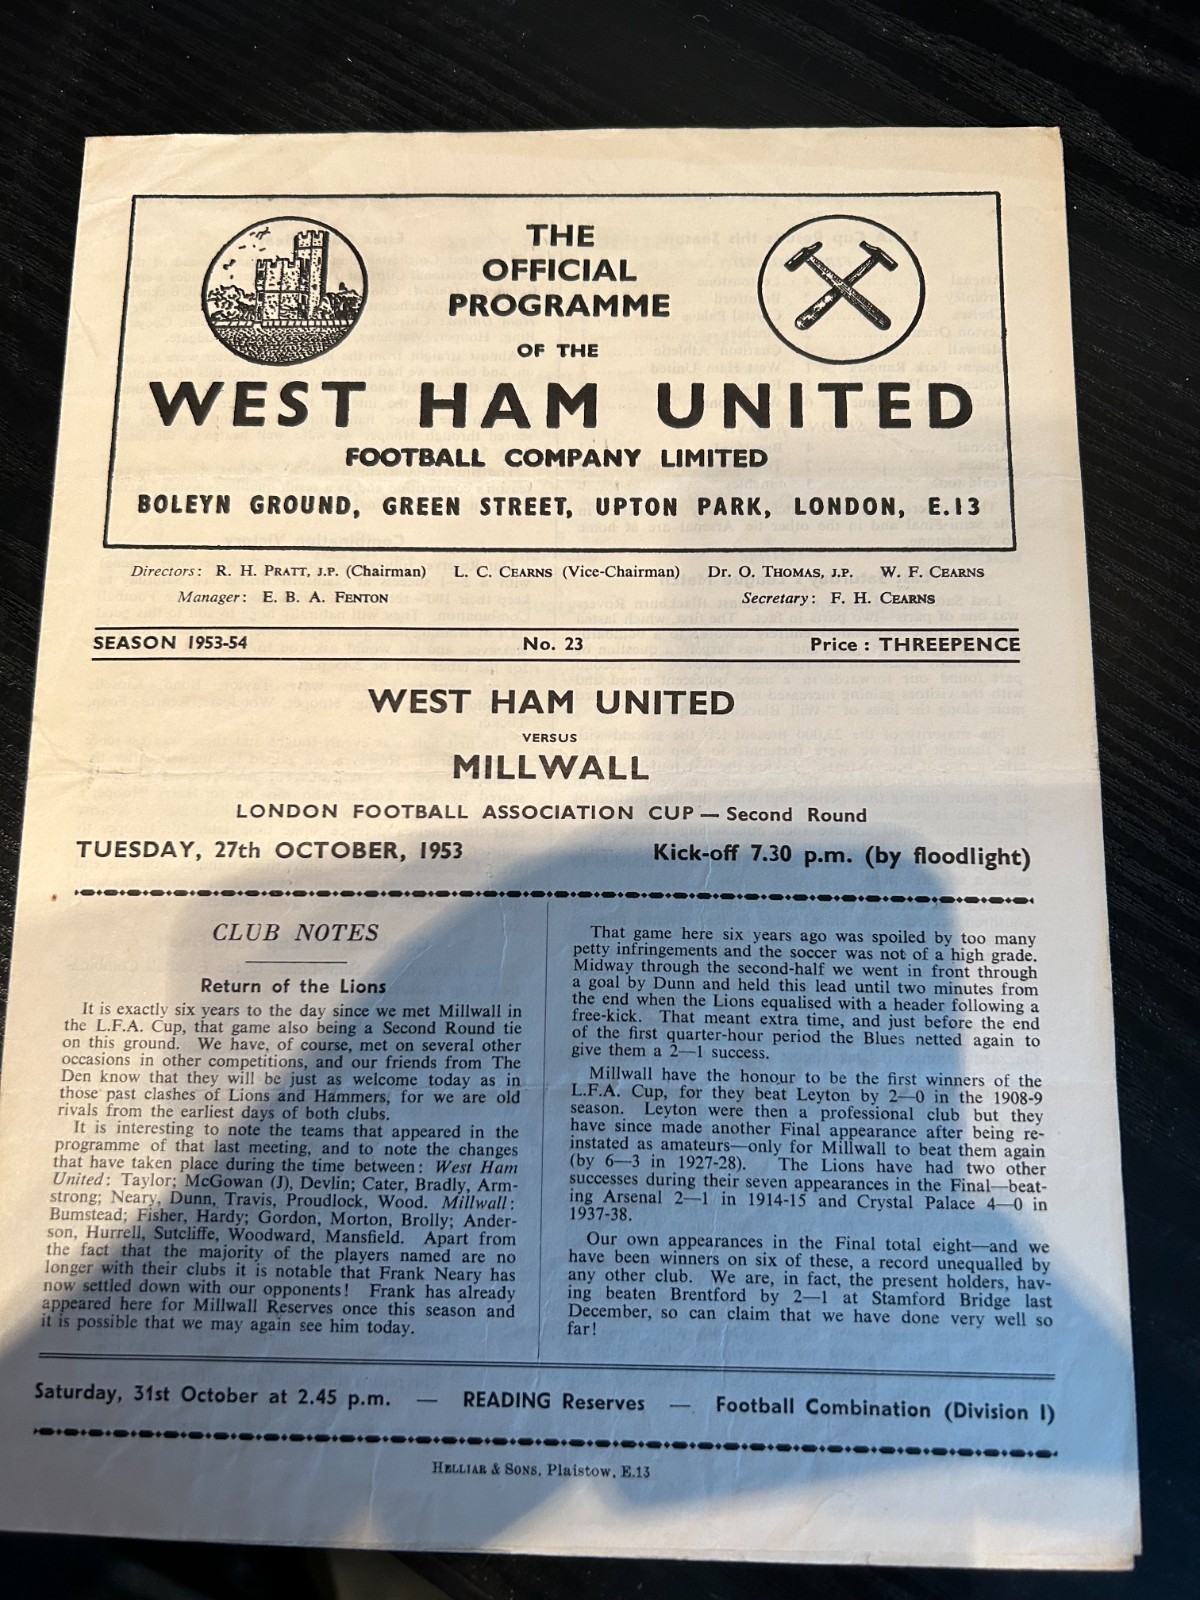 THE
OFFICIAL
PROGRAMME
OF THE
WEST HAM UNITED
FOOTBALL COMPANY LIMITED
BOLEYN GROUND, GREEN STREET, UPTON PARK, LONDON, E.13
Directors: R. H. PRATT, J.P. (Chairman) L. C. CEARNS (Vice-Chairman) Dr. O. THOMAS, J.P. W. F. CEARNS
Manager: E. B. A. FENTON Secretary: F. H. CEARNS
SEASON 1953-54 No. 23 Price : THREEPENCE
WEST HAM UNITED
VERSUS
MILLWALL
LONDON FOOTBALL ASSOCIATION CUP — Second Round
TUESDAY, 27th OCTOBER, 1953 Kick-off 7.30 p.m. (by floodlight)
CLUB NOTES
Return of the Lions
It is exactly six years to the day since we met Millwall in
the L.F.A. Cup, that game also being a Second Round tie
on this ground. We have, of course, met on several other
occasions in other competitions, and our friends from The
Den know that they will be just as welcome today as in
those past clashes of Lions and Hammers, for we are old
rivals from the earliest days of both clubs.
It is interesting to note the teams that appeared in the
programme of that last meeting, and to note the changes
that have taken place during the time between: West Ham
United: Taylor; McGowan (J), Devlin; Cater, Bradly, Arm-
strong; Neary, Dunn, Travis, Proudlock, Wood. Millwall:
Bumstead; Fisher, Hardy; Gordon, Morton, Brolly; Ander-
son, Hurrell, Sutcliffe, Woodward, Mansfield. Apart from
the fact that the majority of the players named are no
longer with their clubs it is notable that Frank Neary has
now settled down with our opponents! Frank has already
appeared here for Millwall Reserves once this season and
it is possible that we may again see him today.
That game here six years ago was spoiled by too many
petty infringements and the soccer was not of a high grade.
Midway through the second-half we went in front through
a goal by Dunn and held this lead until two minutes from
the end when the Lions equalised with a header following a
free-kick. That meant extra time, and just before the end
of the first quarter-hour period the Blues netted again to
give them a 2—1 success.
Millwall have the honour to be the first winners of the
L.F.A. Cup, for they beat Leyton by 2—0 in the 1908-9
season. Leyton were then a professional club but they
have since made another Final appearance after being re-
instated as amateurs—only for Millwall to beat them again
(by 6—3 in 1927-28). The Lions have had two other
successes during their seven appearances in the Final—beat-
ing Arsenal 2—1 in 1914-15 and Crystal Palace 4—0 in
1937-38.
Our own appearances in the Final total eight—and we
have been winners on six of these, a record unequalled by
any other club. We are, in fact, the present holders, hav-
ing beaten Brentford by 2—1 at Stamford Bridge last
December, so can claim that we have done very well so
far!
Saturday, 31st October at 2.45 p.m. — READING Reserves — Football Combination (Division I)
HELLIAR & SONS, Plaistow, E.13